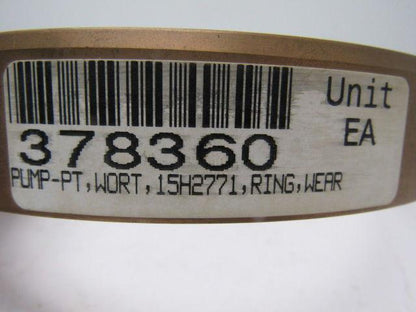 Unit
EA
378360
PUMP-PT,WORT,15H2771,RING,WEAR